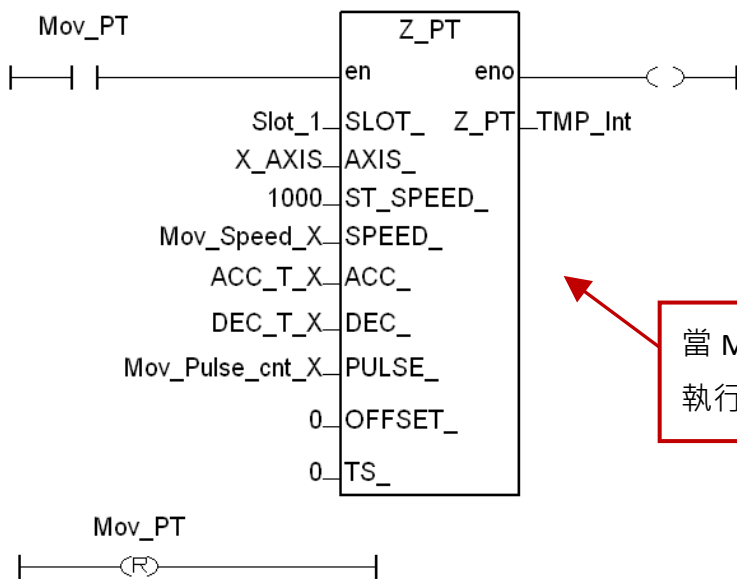 Mov_PT
Z_PT
en eno
Slot_1 SLOT_ Z_PT TMP_Int
X_AXIS AXIS_
1000 ST_SPEED_
Mov_Speed_X SPEED_
ACC_T_X ACC_
DEC_T_X DEC_
Mov_Pulse_cnt_X PULSE_
0 OFFSET_
0 TS_
當
執行
Mov_PT
(R)